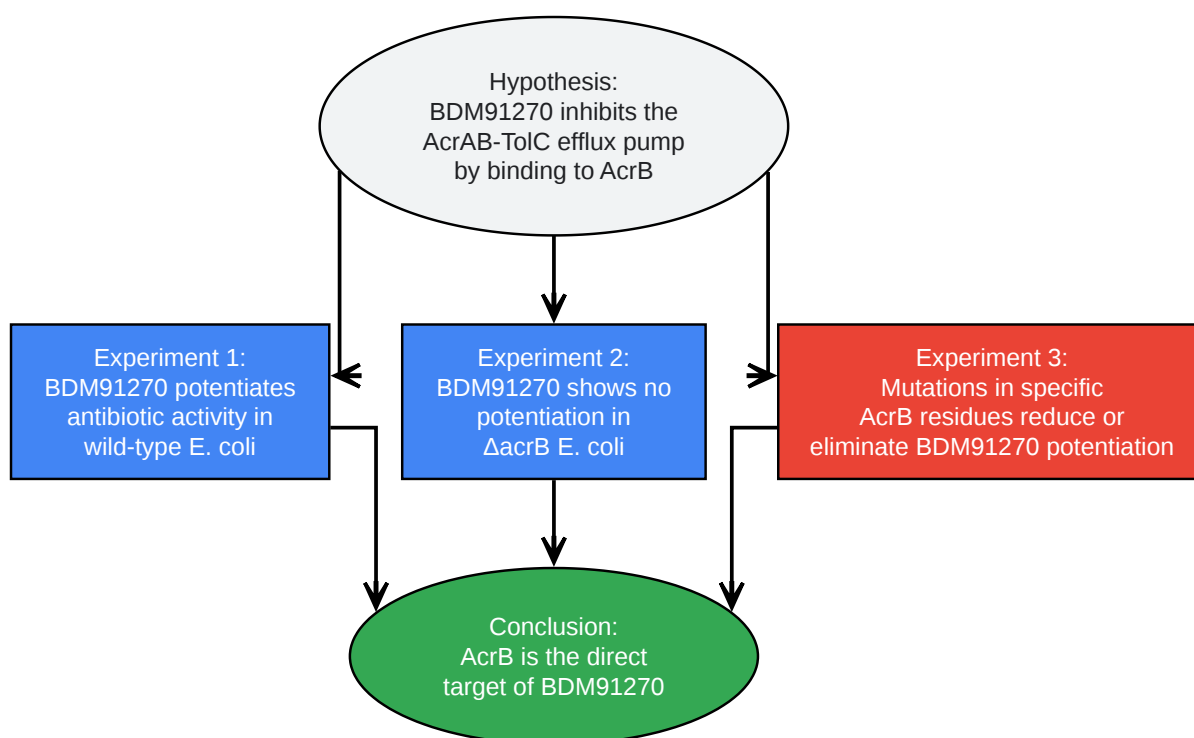 Hypothesis:
BDM91270 inhibits the
AcrAB-TolC efflux pump
by binding to AcrB
Experiment 1:
BDM91270 potentiates
antibiotic activity in
wild-type E. coli
Experiment 2:
BDM91270 shows no
potentiation in
ΔacrB E. coli
Experiment 3:
Mutations in specific
AcrB residues reduce or
eliminate BDM91270 potentiation
Conclusion:
AcrB is the direct
target of BDM91270